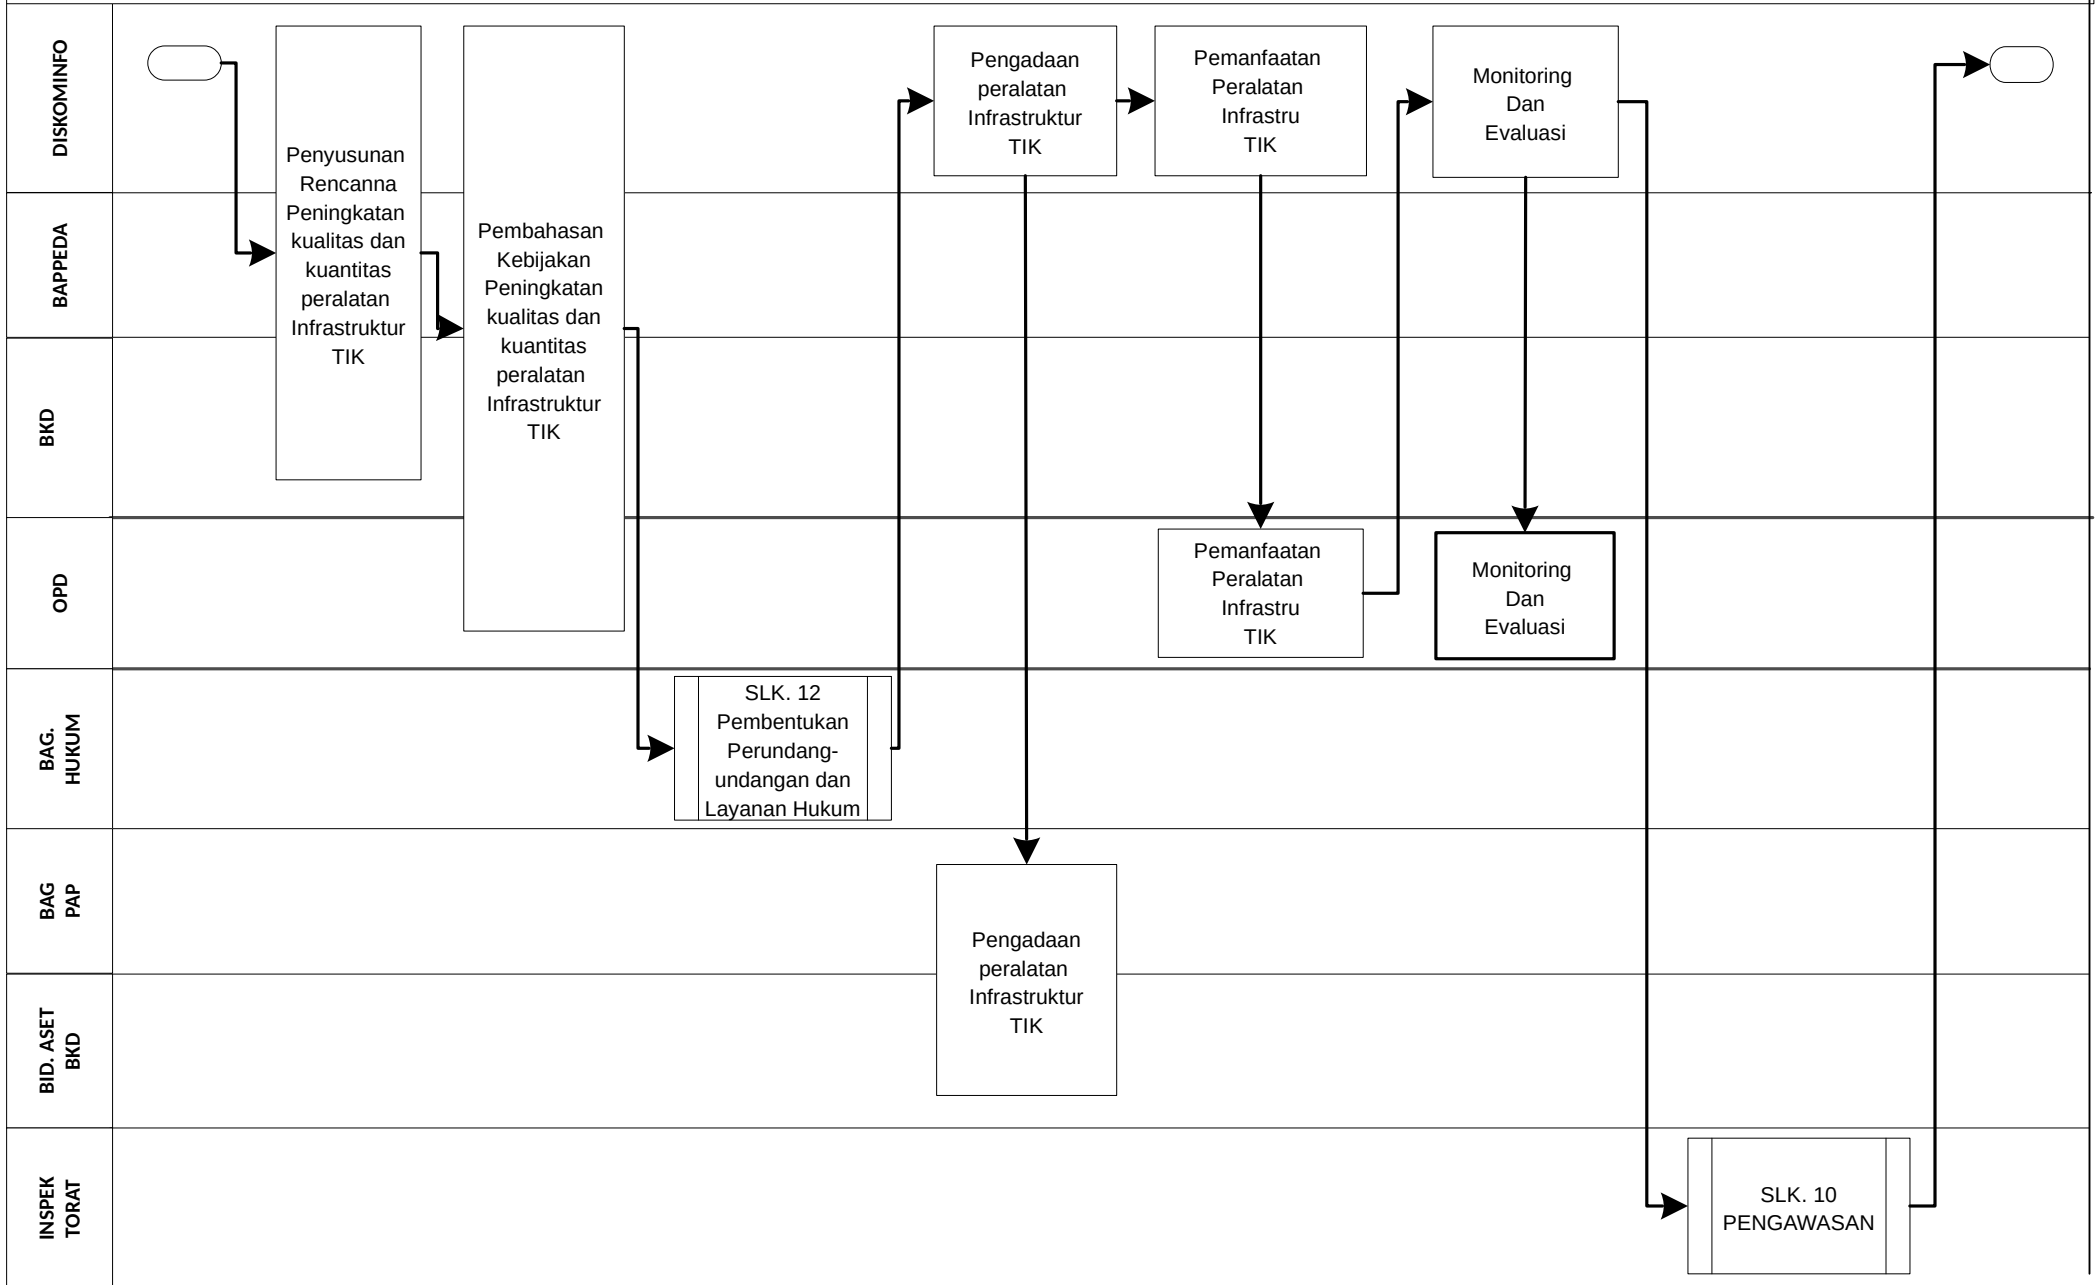 DISKOMINFO
Penyusunan
Rencanna
Peningkatan
kualitas dan
kuantitas
peralatan
Infrastruktur
TIK
Pembahasan
Kebijakan
Peningkatan
kualitas dan
kuantitas
peralatan
Infrastruktur
TIK
Pengadaan
peralatan
Infrastruktur
TIK
Pemanfaatan
Peralatan
Infrastru
TIK
Monitoring
Dan
Evaluasi
BAPPEDA
BKD
OPD
Pemanfaatan
Peralatan
Infrastru
TIK
Monitoring
Dan
Evaluasi
BAG.
HUKUM
SLK. 12
Pembentukan
Perundang-
undangan dan
Layanan Hukum
BAG
PAP
Pengadaan
peralatan
Infrastruktur
TIK
BID. ASET
BKD
INSPEK
TORAT
SLK. 10
PENGAWASAN